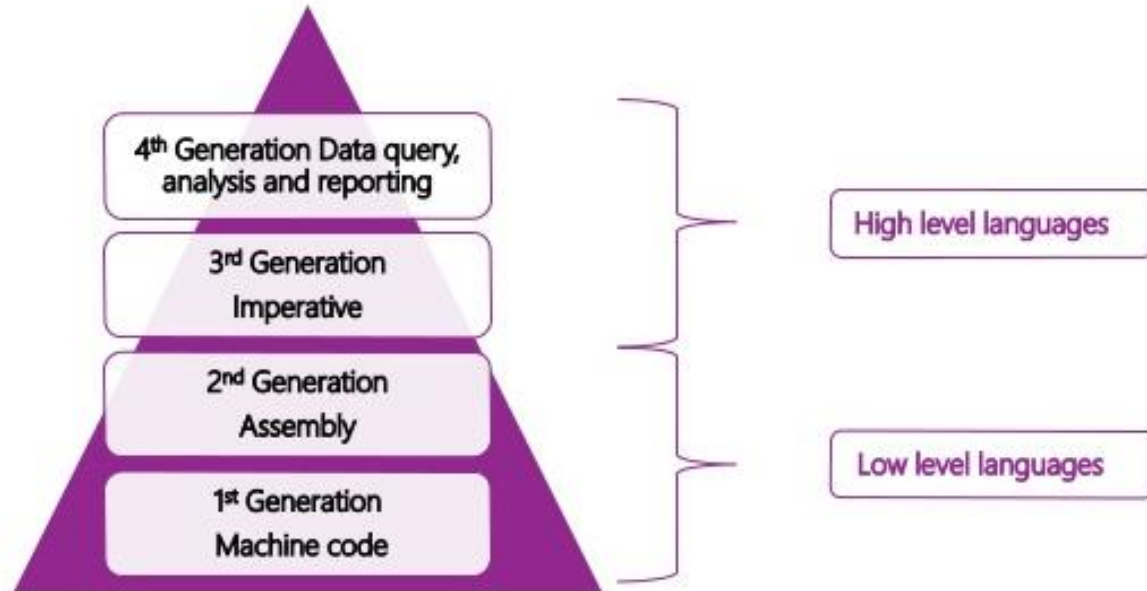 4th Generation Data query,
analysis and reporting
3rd Generation
Imperative
2nd Generation
Assembly
1st Generation
Machine code
High level languages
Low level languages